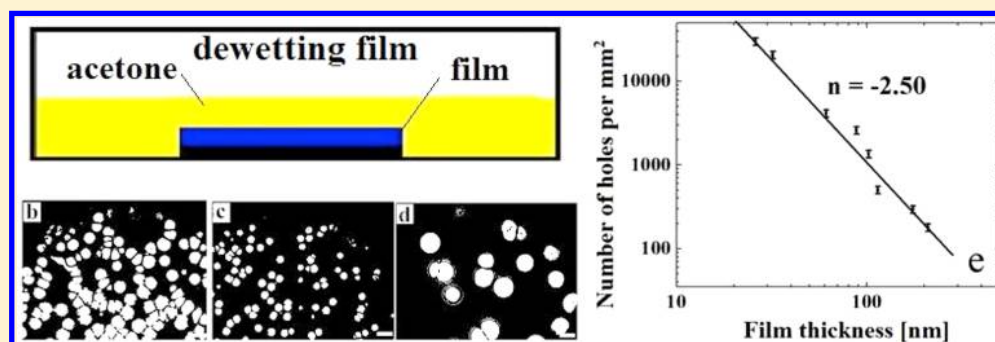 dewetting film
acetone
film
b
c
d
Number of holes per mm²
10000
1000
100
n = -2.50
e
10
100
Film thickness [nm]